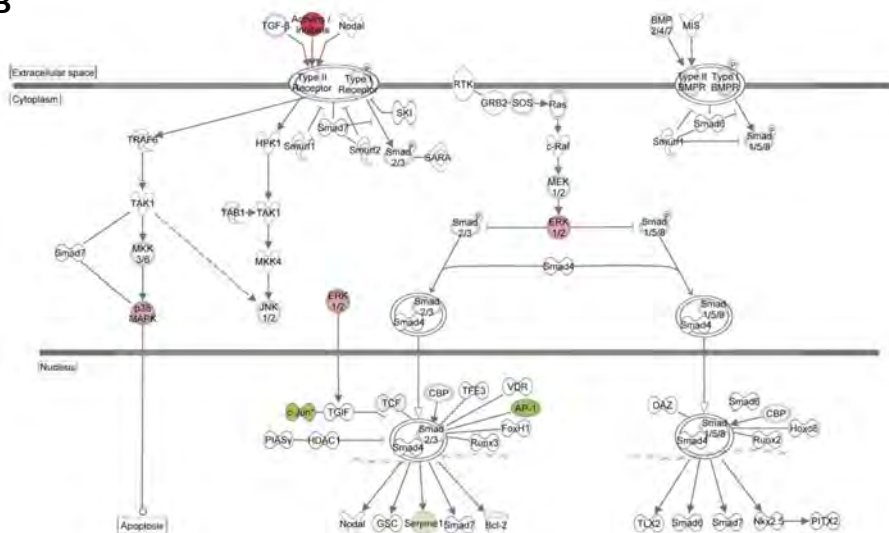 B
TGF-β
Activins /
Inhibins
Nodal
BMP
2/4/7
MIS
P
P
Type II
Receptor
Type I
Receptor
Type II
BMPR
Type I
BMPR
Extracellular space
Cytoplasm
RTK
GRB2
SOS
Ras
SKI
TRAF6
HPK1
Smurf1
Smad7
Smurf2
Smad
2/3
SARA
c-Raf
Smurf1
Smad6
Smad
1/5/8
MEK
1/2
TAK1
TAB1
TAK1
Smad
2/3
ERK
1/2
Smad
1/5/8
Smad7
MKK
3/6
MKK4
Smad4
p38
MAPK
JNK
1/2
ERK
1/2
Smad
2/3
Smad4
Smad
1/5/8
Smad4
Nucleus
c-Jun*
TGIF
TCF
CBP
TFE3
VDR
AP-1
FoxH1
Runx3
Smad
2/3
Smad4
PIASy
HDAC1
DAZ
Smad6
CBP
Hoxc8
Runx2
Smad
1/5/8
Smad4
Apoptosis
Nodal
GSC
Serpine1
Smad7
Bcl-2
TLX2
Smad6
Smad7
Nkx2.5
PITX2